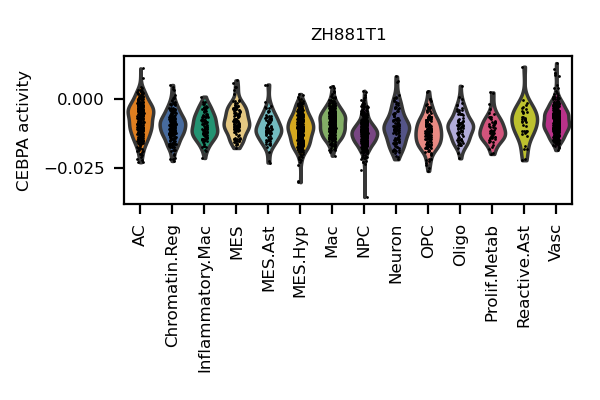 ZH881T1
CEBPA activity
0.000
−0.025
AC
Chromatin.Reg
Inflammatory.Mac
MES
MES.Ast
MES.Hyp
Mac
NPC
Neuron
OPC
Oligo
Prolif.Metab
Reactive.Ast
Vasc